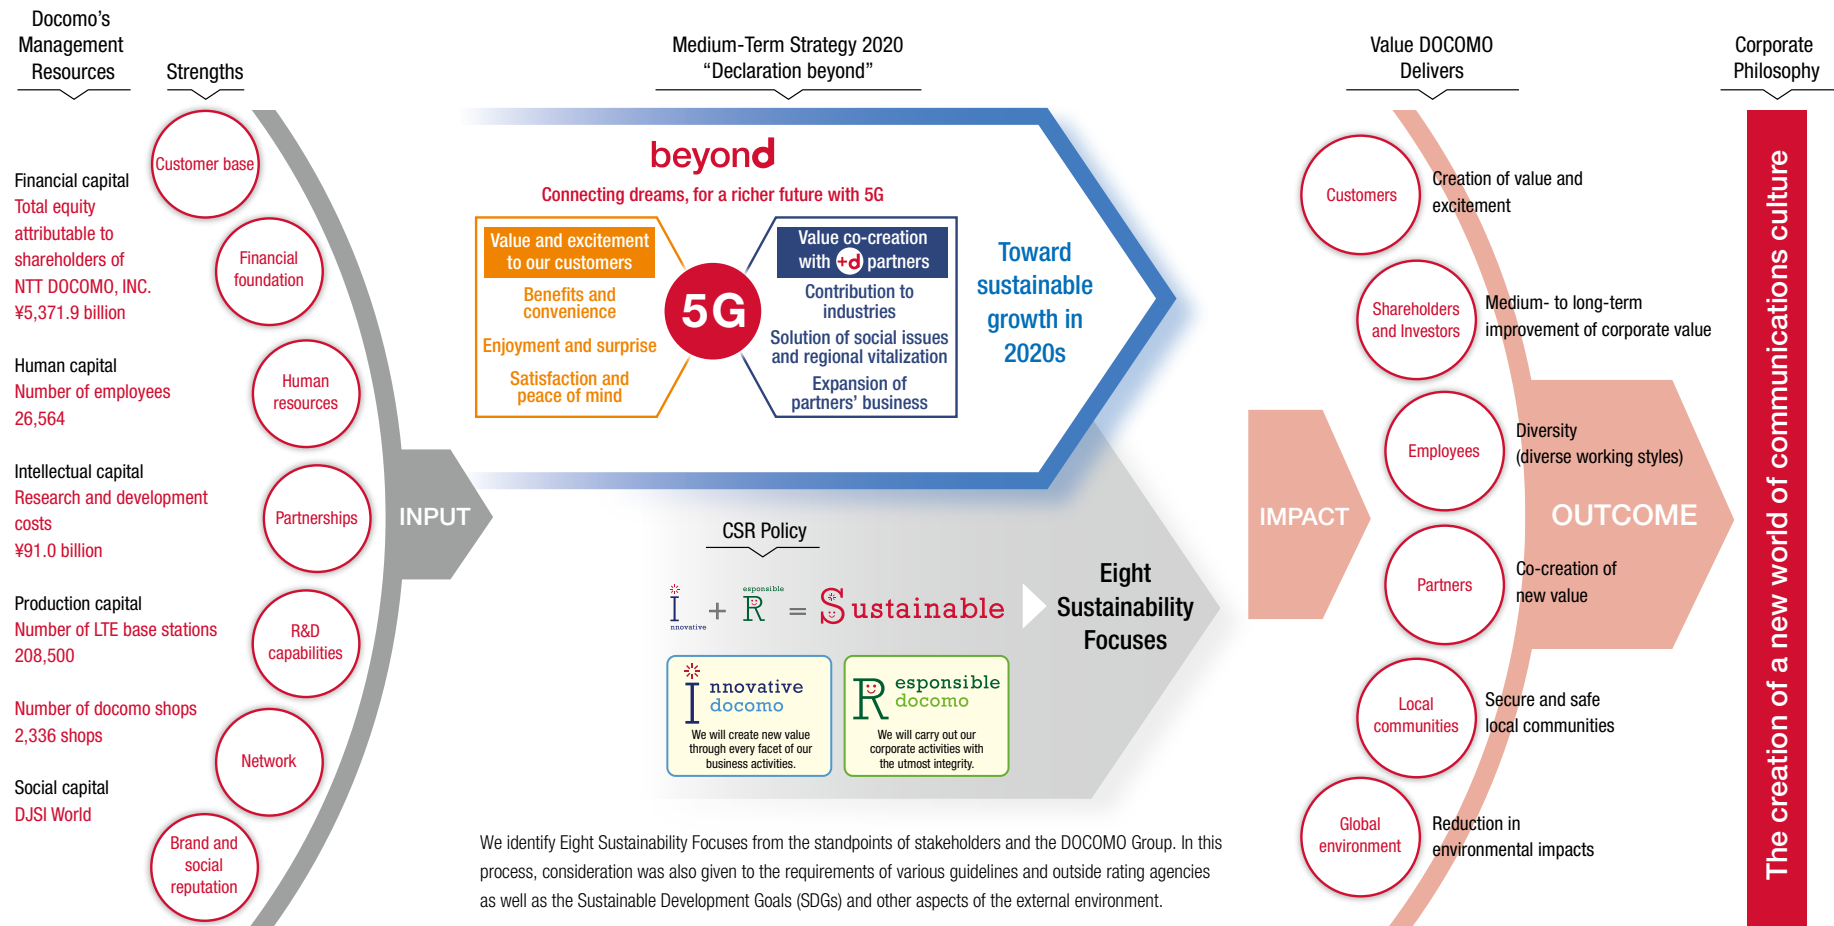 Docomo’s
Management
Resources
Strengths
Medium-Term Strategy 2020
“Declaration beyond”
Value DOCOMO
Delivers
Corporate
Philosophy
Financial capital
Total equity
attributable to
shareholders of
NTT DOCOMO, INC.
¥5,371.9 billion
Human capital
Number of employees
26,564
Intellectual capital
Research and development
costs
¥91.0 billion
Production capital
Number of LTE base stations
208,500
Number of docomo shops
2,336 shops
Social capital
DJSI World
Customer base
Financial
foundation
Human
resources
Partnerships
R&D
capabilities
Network
Brand and
social
reputation
INPUT
beyond
Connecting dreams, for a richer future with 5G
Value and excitement
to our customers
Benefits and
convenience
Enjoyment and surprise
Satisfaction and
peace of mind
5G
Value co-creation
with +d partners
Contribution to
industries
Solution of social issues
and regional vitalization
Expansion of
partners’ business
Toward
sustainable
growth in
2020s
CSR Policy
Innovative + Responsible = Sustainable
Innovative
docomo
We will create new value
through every facet of our
business activities.
Responsible
docomo
We will carry out our
corporate activities with
the utmost integrity.
Eight
Sustainability
Focuses
We identify Eight Sustainability Focuses from the standpoints of stakeholders and the DOCOMO Group. In this
process, consideration was also given to the requirements of various guidelines and outside rating agencies
as well as the Sustainable Development Goals (SDGs) and other aspects of the external environment.
IMPACT
Customers
Creation of value and
excitement
Shareholders
and Investors
Medium- to long-term
improvement of corporate value
Employees
Diversity
(diverse working styles)
Partners
Co-creation of
new value
Local
communities
Secure and safe
local communities
Global
environment
Reduction in
environmental impacts
OUTCOME
The creation of a new world of communications culture